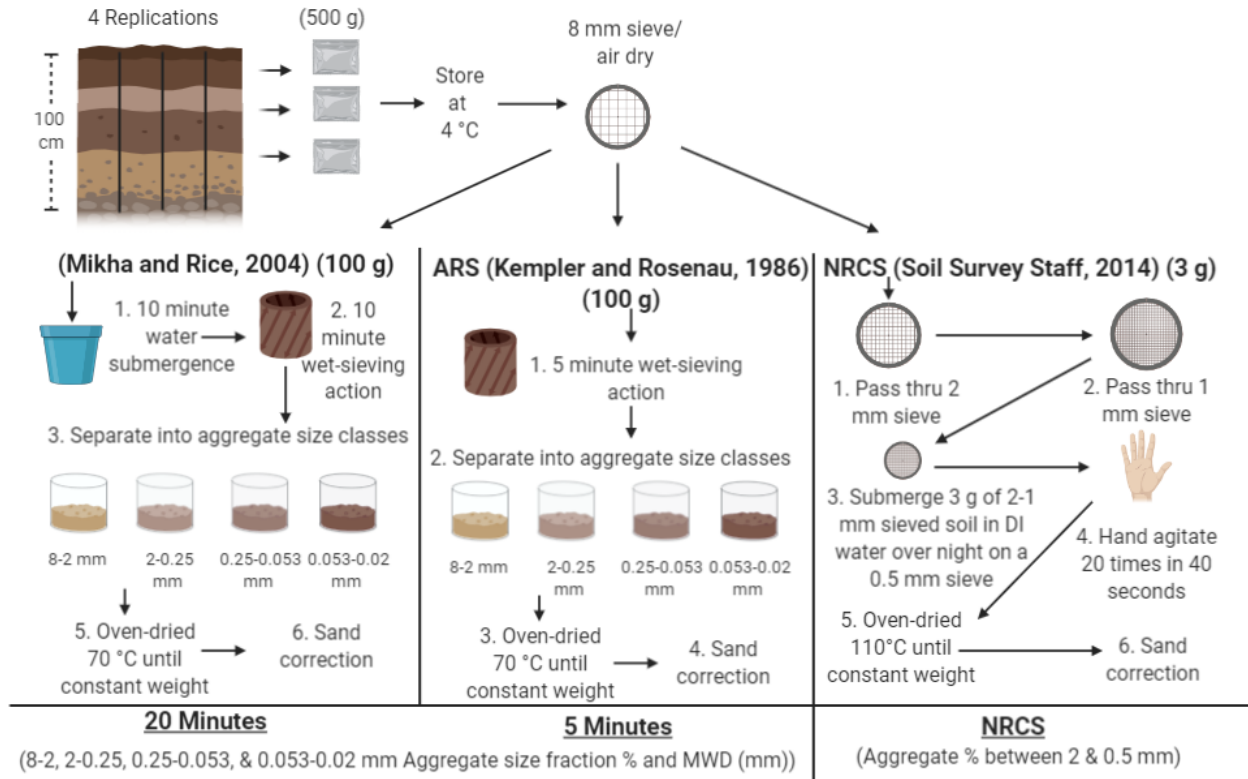 4 Replications
(500 g)
8 mm sieve/
air dry
Store
at
4 °C
100
cm
(Mikha and Rice, 2004) (100 g)
1. 10 minute
water
submergence
2. 10
minute
wet-sieving
action
3. Separate into aggregate size classes
8-2 mm
2-0.25
mm
0.25-0.053
mm
0.053-0.02
mm
5. Oven-dried
70 °C until
constant weight
6. Sand
correction
ARS (Kempler and Rosenau, 1986)
(100 g)
1. 5 minute wet-sieving
action
2. Separate into aggregate size classes
8-2 mm
2-0.25
mm
0.25-0.053
mm
0.053-0.02
mm
3. Oven-dried
70 °C until
constant weight
4. Sand
correction
NRCS (Soil Survey Staff, 2014) (3 g)
1. Pass thru 2
mm sieve
2. Pass thru 1
mm sieve
3. Submerge 3 g of 2-1
mm sieved soil in DI
water over night on a
0.5 mm sieve
4. Hand agitate
20 times in 40
seconds
5. Oven-dried
110°C until
constant weight
6. Sand
correction
20 Minutes
5 Minutes
(8-2, 2-0.25, 0.25-0.053, & 0.053-0.02 mm Aggregate size fraction % and MWD (mm))
NRCS
(Aggregate % between 2 & 0.5 mm)